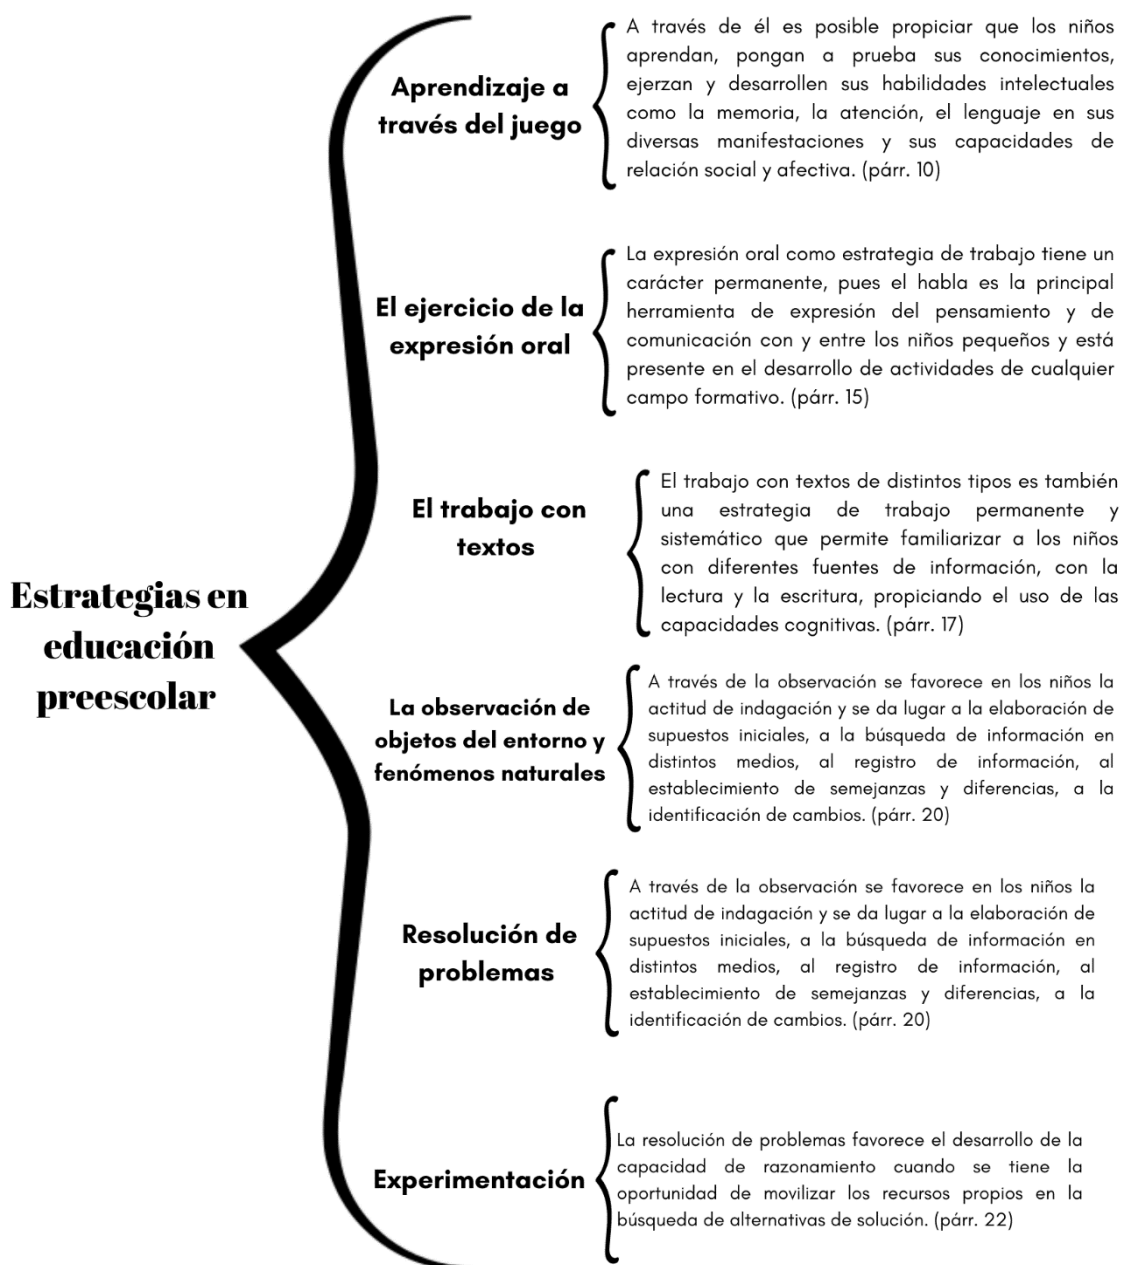 Estrategias en
educación
preescolar
Aprendizaje a
través del juego
A través de él es posible propiciar que los niños
aprendan, pongan a prueba sus conocimientos,
ejerzan y desarrollen sus habilidades intelectuales
como la memoria, la atención, el lenguaje en sus
diversas manifestaciones y sus capacidades de
relación social y afectiva. (párr. 10)
El ejercicio de la
expresión oral
La expresión oral como estrategia de trabajo tiene un
carácter permanente, pues el habla es la principal
herramienta de expresión del pensamiento y de
comunicación con y entre los niños pequeños y está
presente en el desarrollo de actividades de cualquier
campo formativo. (párr. 15)
El trabajo con
textos
El trabajo con textos de distintos tipos es también
una estrategia de trabajo permanente y
sistemático que permite familiarizar a los niños
con diferentes fuentes de información, con la
lectura y la escritura, propiciando el uso de las
capacidades cognitivas. (párr. 17)
La observación de
objetos del entorno y
fenómenos naturales
A través de la observación se favorece en los niños la
actitud de indagación y se da lugar a la elaboración de
supuestos iniciales, a la búsqueda de información en
distintos medios, al registro de información, al
establecimiento de semejanzas y diferencias, a la
identificación de cambios. (párr. 20)
Resolución de
problemas
A través de la observación se favorece en los niños la
actitud de indagación y se da lugar a la elaboración de
supuestos iniciales, a la búsqueda de información en
distintos medios, al registro de información, al
establecimiento de semejanzas y diferencias, a la
identificación de cambios. (párr. 20)
Experimentación
La resolución de problemas favorece el desarrollo de la
capacidad de razonamiento cuando se tiene la
oportunidad de movilizar los recursos propios en la
búsqueda de alternativas de solución. (párr. 22)